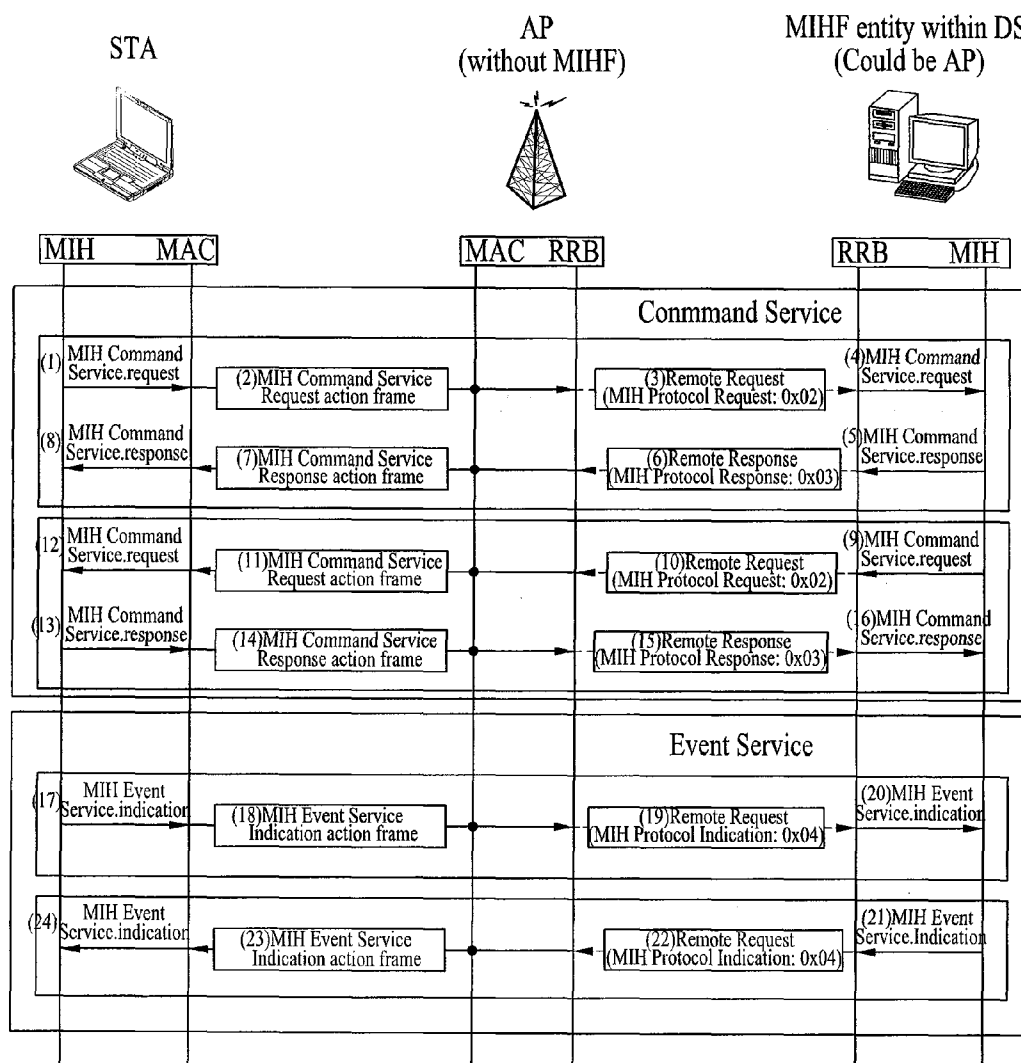 STA
AP
(without MIHF)
MIHF entity within DS
(Could be AP)
MIH MAC
MAC RRB
RRB MIH
Conmmand Service
(1) MIH Command
Service.request
(2)MIH Command Service
Request action frame
(3)Remote Request
(MIH Protocol Request: 0x02)
(4)MIH Command
Service.request
(8) MIH Command
Service.response
(7)MIH Command Service
Response action frame
(6)Remote Response
(MIH Protocol Response: 0x03)
(5)MIH Command
Service.response
(12) MIH Command
Service.request
(11)MIH Command Service
Request action frame
(10)Remote Request
(MIH Protocol Request: 0x02)
(9)MIH Command
Service.request
(13) MIH Command
Service.response
(14)MIH Command Service
Response action frame
(15)Remote Response
(MIH Protocol Response: 0x03)
(16)MIH Command
Service.response
Event Service
(17) MIH Event
Service.indication
(18)MIH Event Service
Indication action frame
(19)Remote Request
(MIH Protocol Indication: 0x04)
(20)MIH Event
Service.indication
(24) MIH Event
Service.indication
(23)MIH Event Service
Indication action frame
(22)Remote Request
(MIH Protocol Indication: 0x04)
(21)MIH Event
Service.Indication